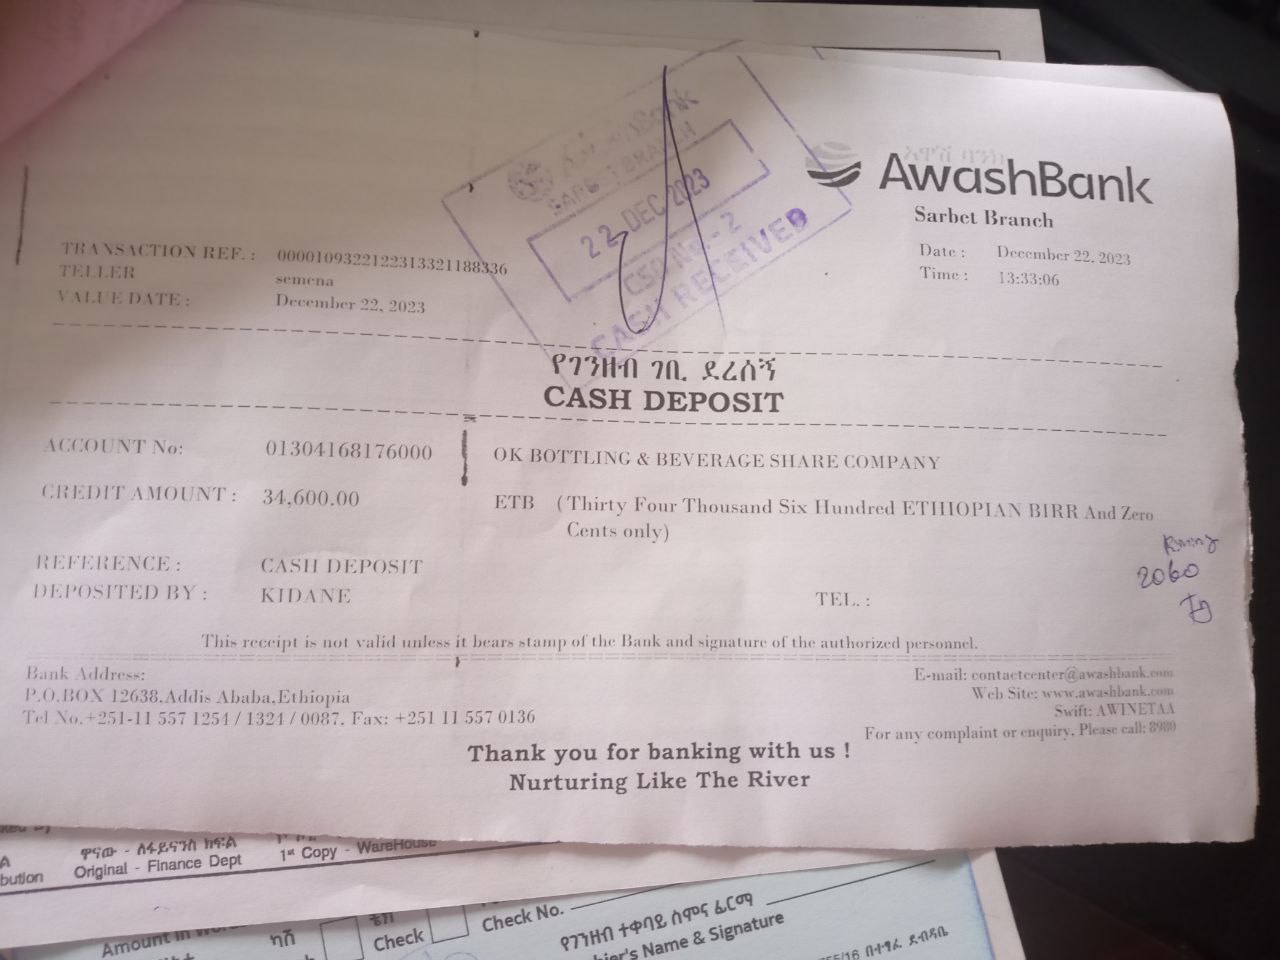 AwashBank
Sarbet Branch
Date : December 22, 2023
Time : 13:33:06
AwashBank
SARBET BRANCH
22 DEC 2023
CSO No.-2
CASH RECEIVED
TRANSACTION REF. : 0000109322122313321188336
TELLER semena
VALUE DATE : December 22, 2023
የገንዘብ ገቢ ደረሰኝ
CASH DEPOSIT
ACCOUNT No: 01304168176000 OK BOTTLING & BEVERAGE SHARE COMPANY
CREDIT AMOUNT : 34,600.00 ETB (Thirty Four Thousand Six Hundred ETHIOPIAN BIRR And Zero
Cents only)
REFERENCE : CASH DEPOSIT
DEPOSITED BY : KIDANE TEL. :
2060
This receipt is not valid unless it bears stamp of the Bank and signature of the authorized personnel.
Bank Address:
P.O.BOX 12638,Addis Ababa,Ethiopia
Tel No.+251-11 557 1254 / 1324 / 0087, Fax: +251 11 557 0136
E-mail: contactcenter@awashbank.com
Web Site: www.awashbank.com
Swift: AWINETAA
For any complaint or enquiry, Please call: 8980
Thank you for banking with us !
Nurturing Like The River
ዋናው - ለፋይናንስ ክፍል
bution Original - Finance Dept 1st Copy - WareHouse
Amount in ካሽ ቼክ Check Check No.
የገንዘብ ተቀባይ ስምና ፊርማ
Name & Signature